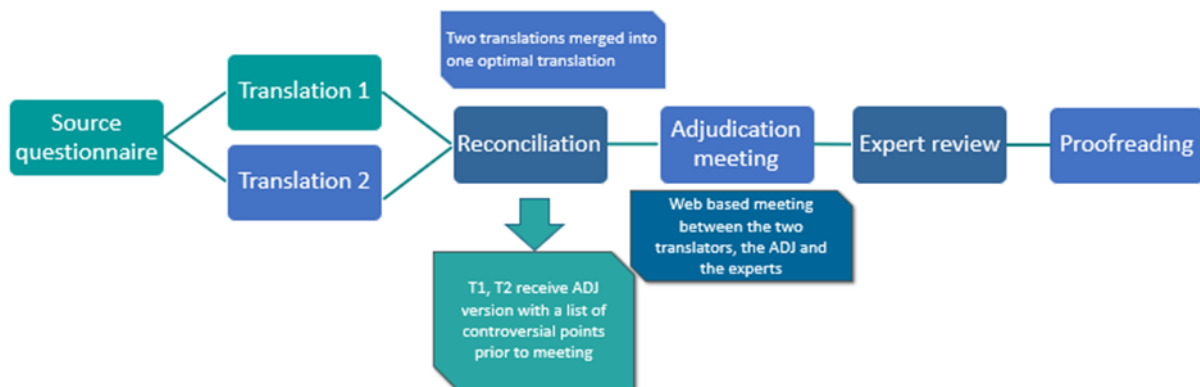 Source
questionnaire
Translation 1
Translation 2
Two translations merged into
one optimal translation
Reconciliation
T1, T2 receive ADJ
version with a list of
controversial points
prior to meeting
Adjudication
meeting
Web based meeting
between the two
translators, the ADJ and
the experts
Expert review
Proofreading